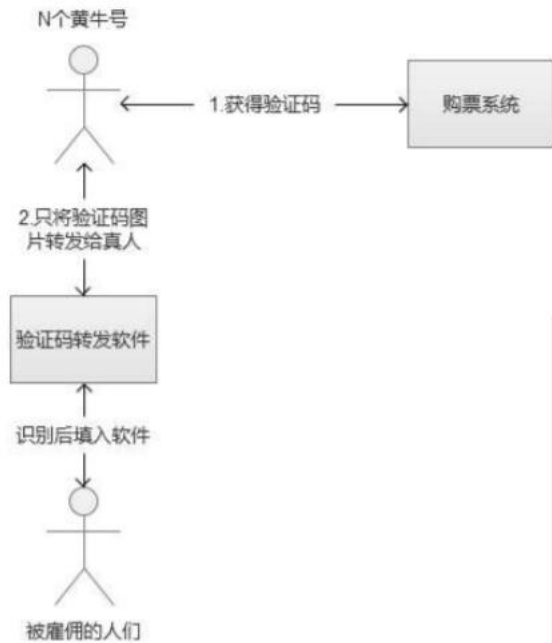 N个黄牛号
1.获得验证码
购票系统
2.只将验证码图
片转发给真人
验证码转发软件
识别后填入软件
被雇佣的人们